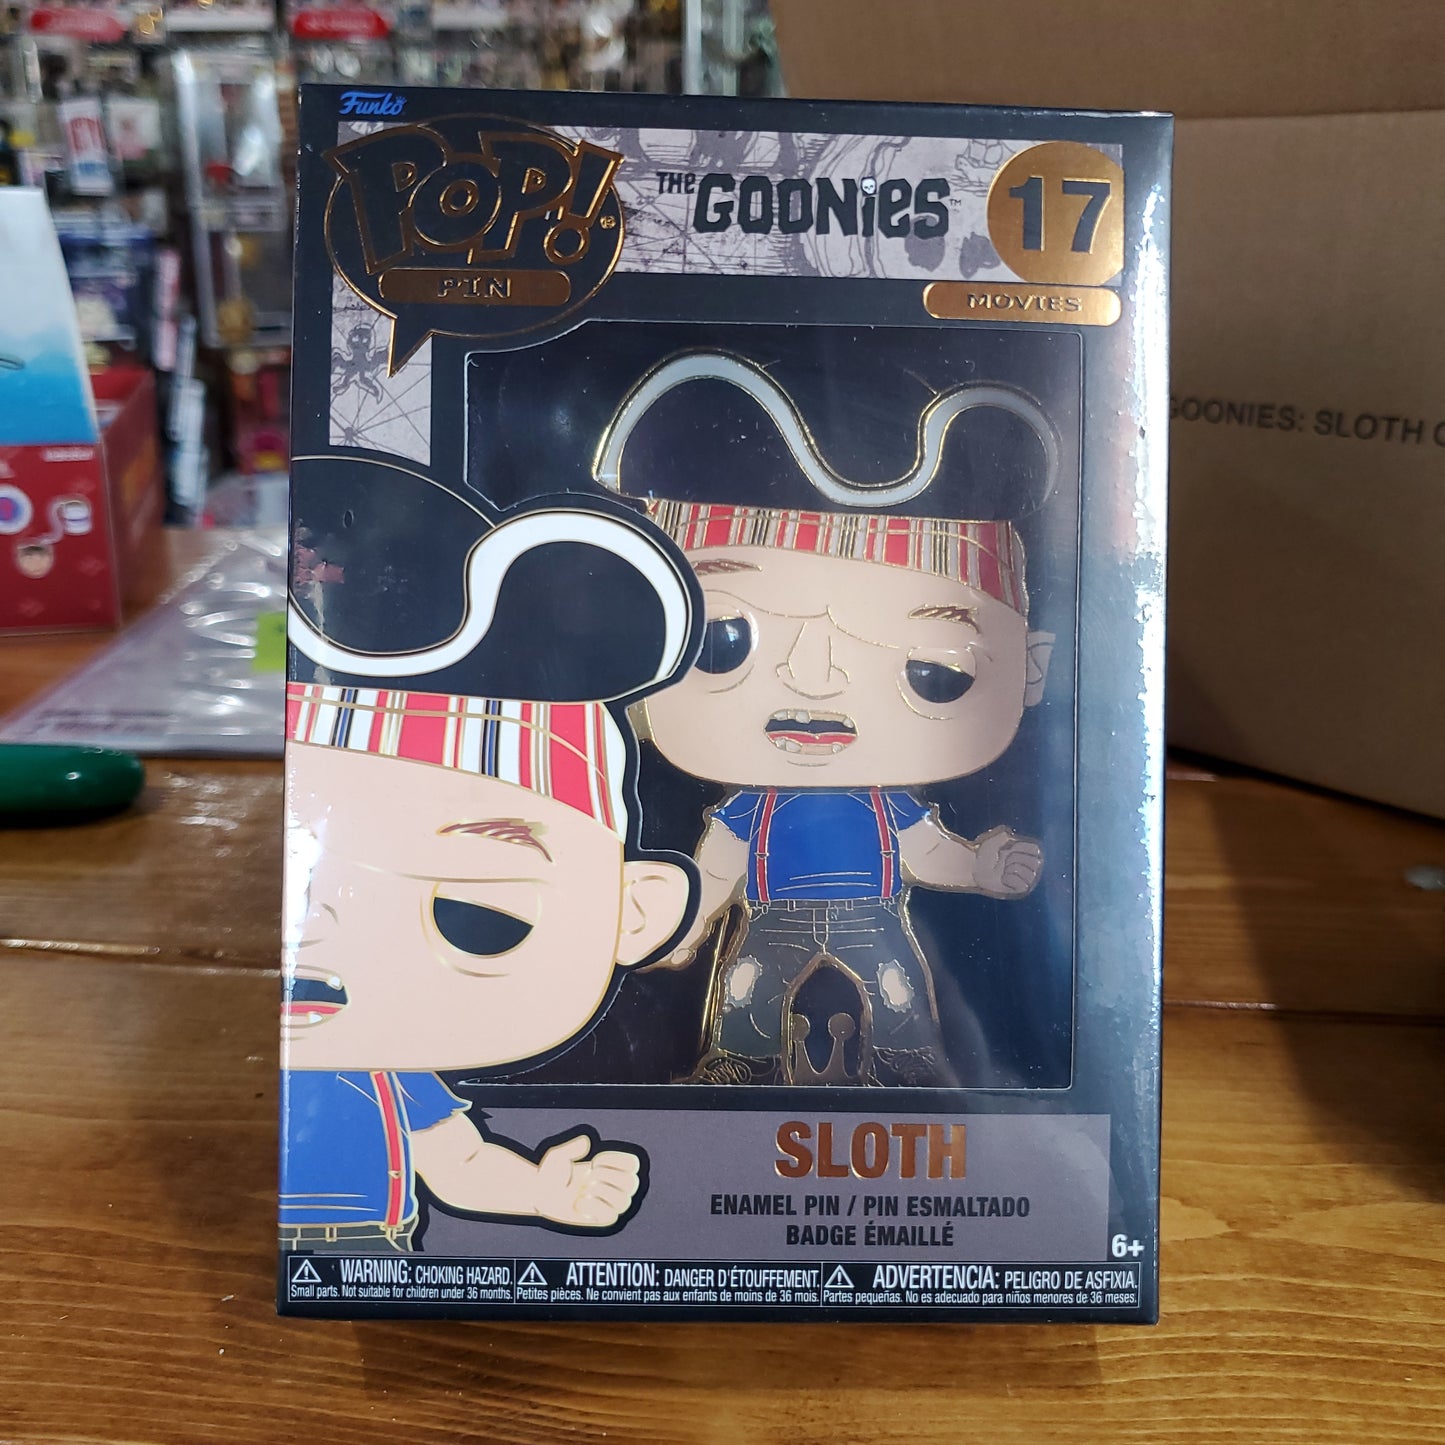 Funko
POP!®
PIN
THE GOONIES™
17
MOVIES
GOONIES: SLOTH
SLOTH
ENAMEL PIN / PIN ESMALTADO
BADGE ÉMAILLÉ
6+
WARNING: CHOKING HAZARD.
Small parts. Not suitable for children under 36 months.
ATTENTION: DANGER D'ÉTOUFFEMENT.
Petites pièces. Ne convient pas aux enfants de moins de 36 mois.
ADVERTENCIA: PELIGRO DE ASFIXIA.
Partes pequeñas. No es adecuado para niños menores de 36 meses.